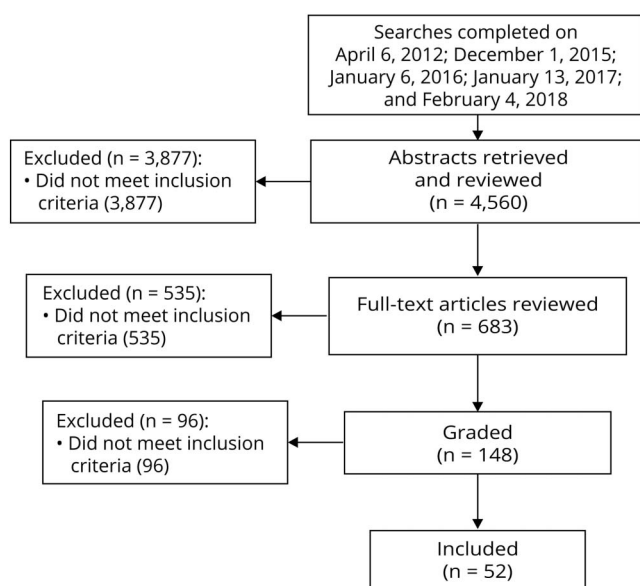 Searches completed on
April 6, 2012; December 1, 2015;
January 6, 2016; January 13, 2017;
and February 4, 2018
Excluded (n = 3,877):
• Did not meet inclusion
criteria (3,877)
Abstracts retrieved
and reviewed
(n = 4,560)
Excluded (n = 535):
• Did not meet inclusion
criteria (535)
Full-text articles reviewed
(n = 683)
Excluded (n = 96):
• Did not meet inclusion
criteria (96)
Graded
(n = 148)
Included
(n = 52)